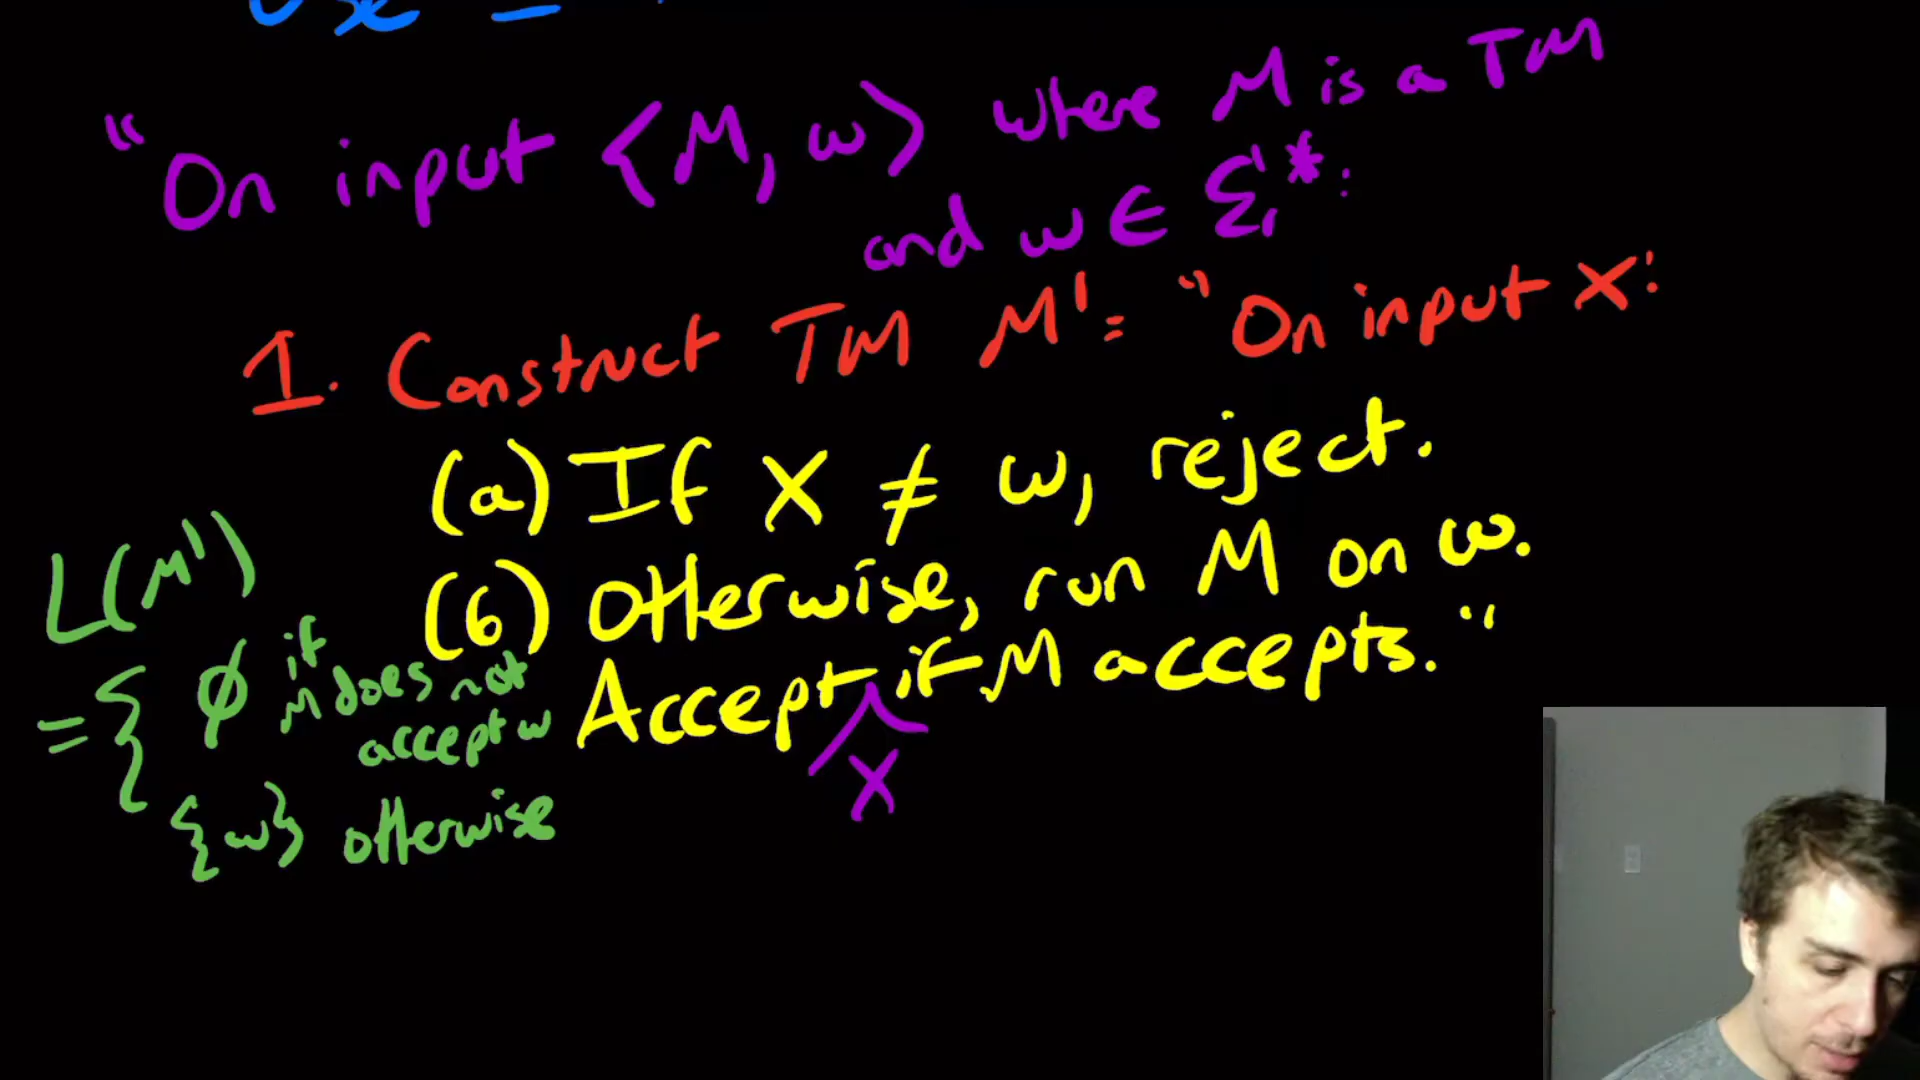 Use I
"On input <M, w> where M is a TM
and w ∈ Σ*:
1. Construct TM M' = "On input X:
(a) If X ≠ w, reject.
(b) Otherwise, run M on w.
Accept if M accepts."
X
L(M')
= { ∅ if M does not accept w
{w} otherwise